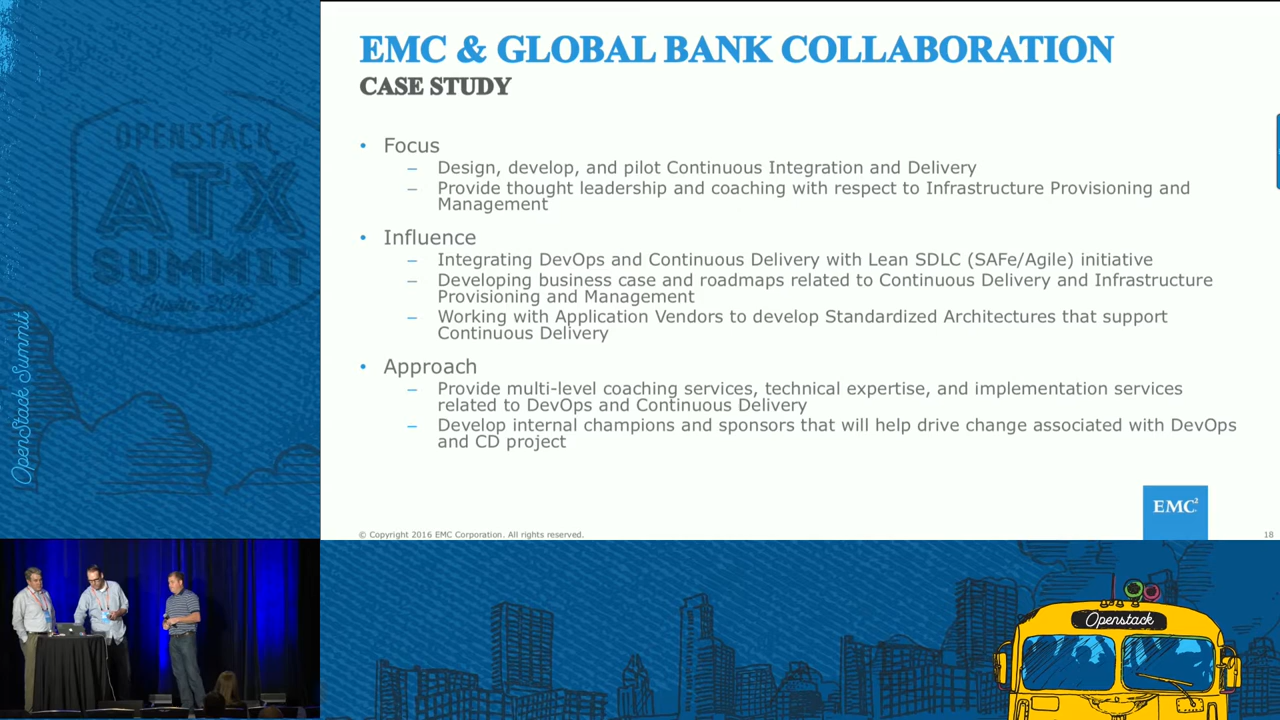 EMC & GLOBAL BANK COLLABORATION
CASE STUDY
• Focus
– Design, develop, and pilot Continuous Integration and Delivery
– Provide thought leadership and coaching with respect to Infrastructure Provisioning and
Management
• Influence
– Integrating DevOps and Continuous Delivery with Lean SDLC (SAFe/Agile) initiative
– Developing business case and roadmaps related to Continuous Delivery and Infrastructure
Provisioning and Management
– Working with Application Vendors to develop Standardized Architectures that support
Continuous Delivery
• Approach
– Provide multi-level coaching services, technical expertise, and implementation services
related to DevOps and Continuous Delivery
– Develop internal champions and sponsors that will help drive change associated with DevOps
and CD project
EMC²
© Copyright 2016 EMC Corporation. All rights reserved.
18
OPENSTACK
ATX
SUMMIT
OpenStack Summit
Openstack